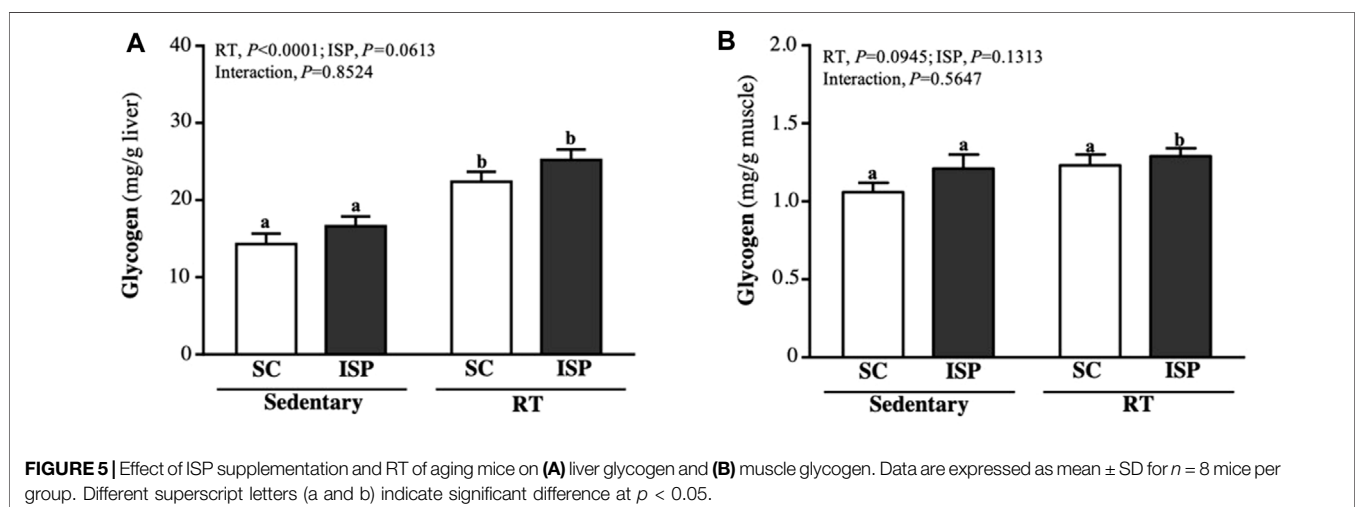 A
RT, P<0.0001; ISP, P=0.0613
Interaction, P=0.8524
Glycogen (mg/g liver)
40
30
20
10
0
a
a
b
b
SC ISP SC ISP
Sedentary RT
B
RT, P=0.0945; ISP, P=0.1313
Interaction, P=0.5647
Glycogen (mg/g muscle)
2.0
1.5
1.0
0.5
0
a
a
a
b
SC ISP SC ISP
Sedentary RT
FIGURE 5 | Effect of ISP supplementation and RT of aging mice on (A) liver glycogen and (B) muscle glycogen. Data are expressed as mean ± SD for n = 8 mice per
group. Different superscript letters (a and b) indicate significant difference at p < 0.05.